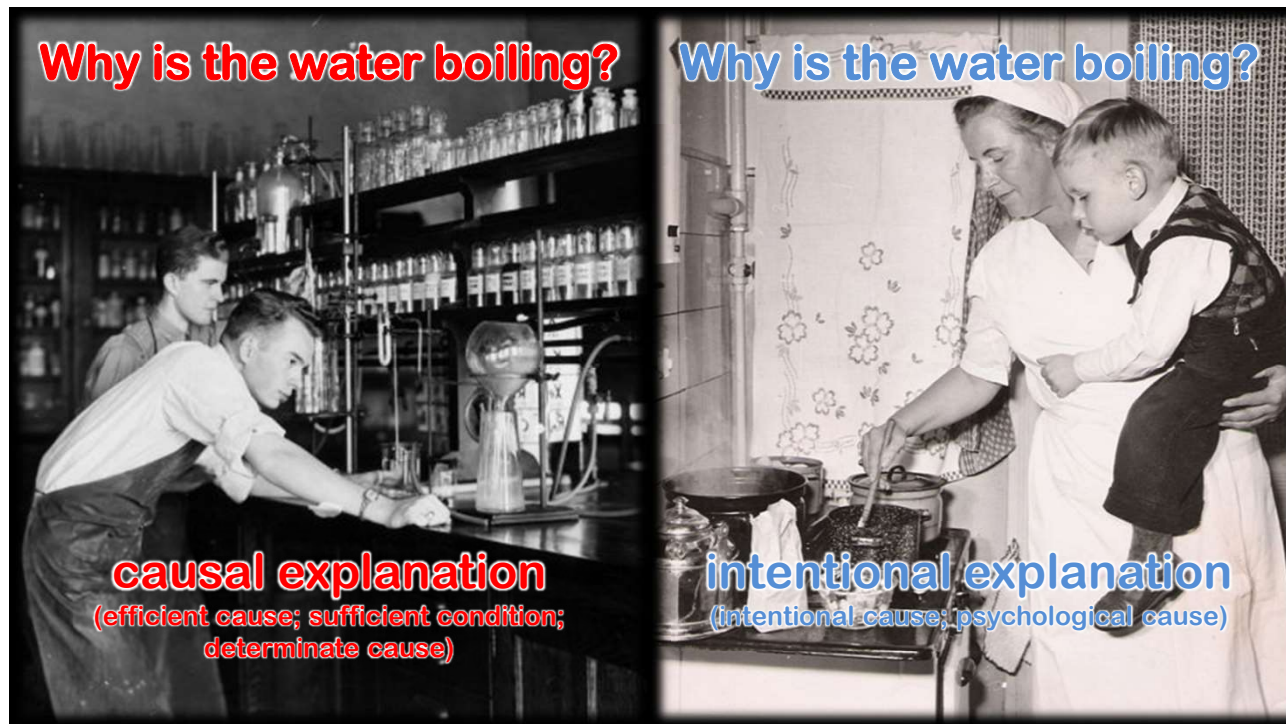 Why is the water boiling?
causal explanation
(efficient cause; sufficient condition;
determinate cause)
Why is the water boiling?
intentional explanation
(intentional cause; psychological cause)